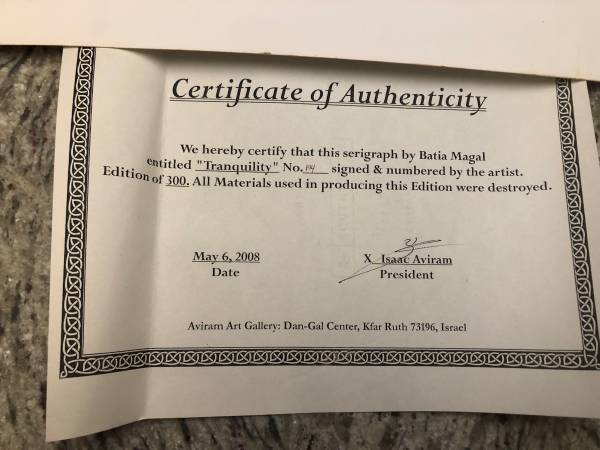 Certificate of Authenticity
We hereby certify that this serigraph by Batia Magal
entitled "Tranquility" No. signed & numbered by the artist.
Edition of 300. All Materials used in producing this Edition were destroyed.
May 6, 2008
Date
X Isaac Aviram
President
Aviram Art Gallery: Dan-Gal Center, Kfar Ruth 73196, Israel